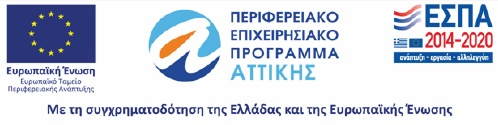 Ευρωπαϊκή Ένωση
Ευρωπαϊκό Ταμείο
Περιφερειακής Ανάπτυξης
ΠΕΡΙΦΕΡΕΙΑΚΟ
ΕΠΙΧΕΙΡΗΣΙΑΚΟ
ΠΡΟΓΡΑΜΜΑ
ΑΤΤΙΚΗΣ
ΕΣΠΑ
2014-2020
ανάπτυξη - εργασία - αλληλεγγύη
Με τη συγχρηματοδότηση της Ελλάδας και της Ευρωπαϊκής Ένωσης